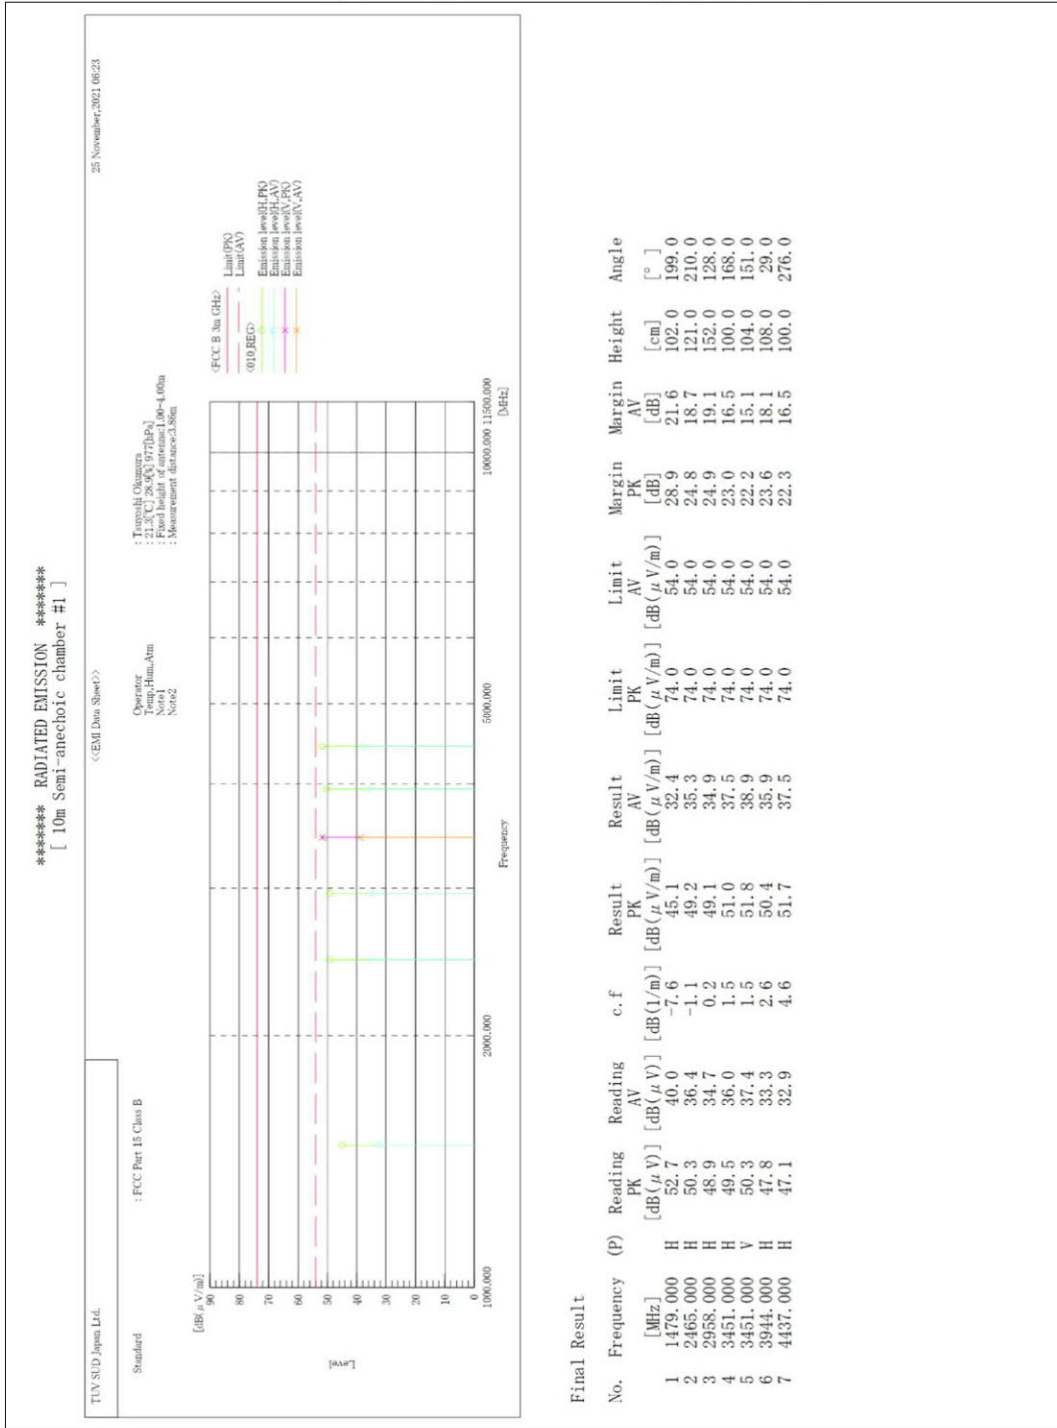 ******* RADIATED EMISSION *******
[ 10m Semi-anechoic chamber #1 ]
TUV SUD Japan Ltd.
<<EMI Data Sheet>>
25 November,2021 06:23
Standard : FCC Part 15 Class B
Operator : Tsuyoshi Okumura
Temp,Hum,Atm : 21.3[℃] 28.9[%] 977[hPa]
Note1 : Fixed height of antenna:1.00-4.00m
Note2 : Measurement distance:3.86m
[dB(μV/m)]
90
80
70
60
50
40
30
20
10
0
Level
1000.000 2000.000 5000.000 10000.000 11500.000
Frequency
[MHz]
<FCC B 3m GHz>
Limit(PK)
Limit(AV)
<010_REG>
Emission level(H,PK)
Emission level(H,AV)
Emission level(V,PK)
Emission level(V,AV)
Final Result
No. Frequency (P) Reading Reading c.f Result Result Limit Limit Margin Margin Height Angle
PK AV PK AV PK AV PK AV
[MHz] [dB(μV)] [dB(μV)] [dB(1/m)] [dB(μV/m)] [dB(μV/m)] [dB(μV/m)] [dB(μV/m)] [dB] [dB] [cm] [°]
1 1479.000 H 52.7 40.0 -7.6 45.1 32.4 74.0 54.0 28.9 21.6 102.0 199.0
2 2465.000 H 50.3 36.4 -1.1 49.2 35.3 74.0 54.0 24.8 18.7 121.0 210.0
3 2958.000 H 48.9 34.7 0.2 49.1 34.9 74.0 54.0 24.9 19.1 152.0 128.0
4 3451.000 H 49.5 36.0 1.5 51.0 37.5 74.0 54.0 23.0 16.5 100.0 168.0
5 3451.000 V 50.3 37.4 1.5 51.8 38.9 74.0 54.0 22.2 15.1 104.0 151.0
6 3944.000 H 47.8 33.3 2.6 50.4 35.9 74.0 54.0 23.6 18.1 108.0 29.0
7 4437.000 H 47.1 32.9 4.6 51.7 37.5 74.0 54.0 22.3 16.5 100.0 276.0